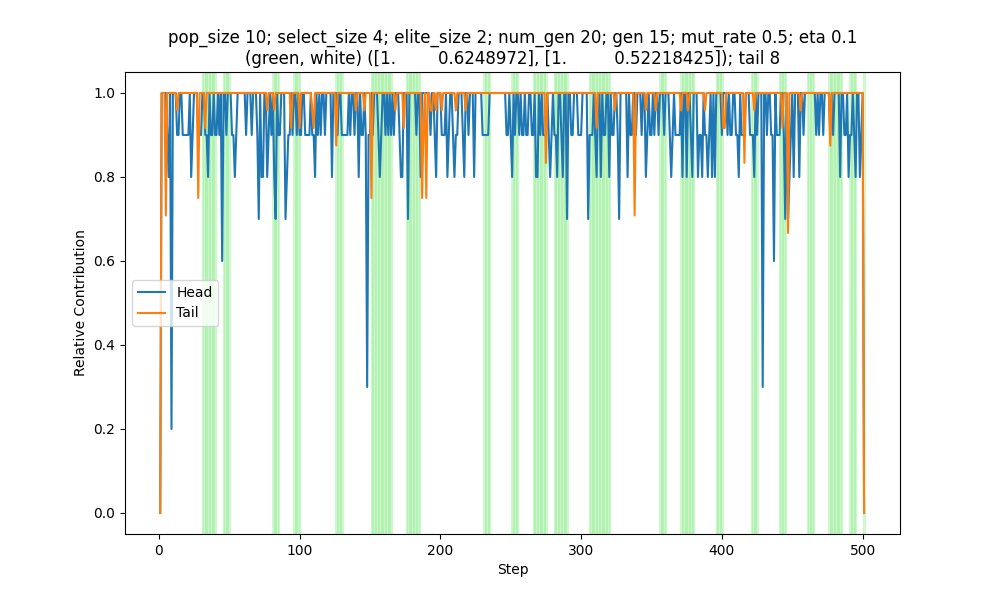 pop_size 10; select_size 4; elite_size 2; num_gen 20; gen 15; mut_rate 0.5; eta 0.1
(green, white) ([1. 0.6248972], [1. 0.52218425]); tail 8
1.0
0.8
0.6
0.4
0.2
0.0
Relative Contribution
Head
Tail
0 100 200 300 400 500
Step